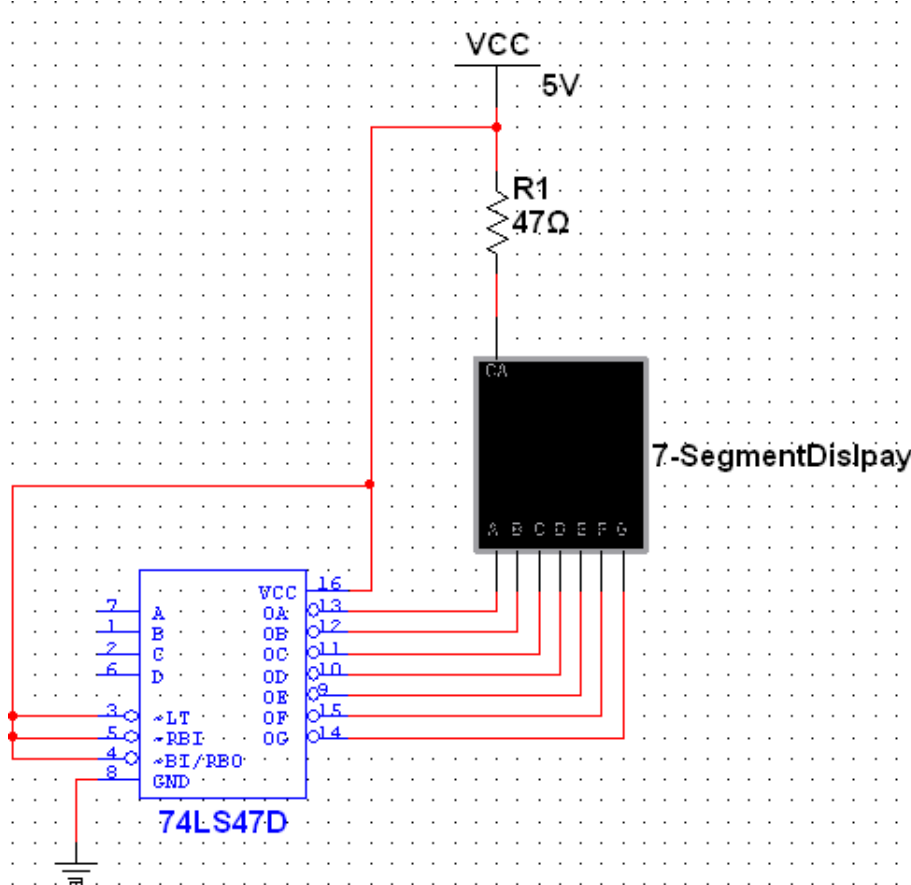 VCC
5V
R1
47Ω
CA
7-SegmentDislpay
A B C D E F G
VCC 16
7 A OA 13
1 B OB 12
2 C OC 11
6 D OD 10
OE 9
3 ~LT OF 15
5 ~RBI OG 14
4 ~BI/RBO
8 GND
74LS47D